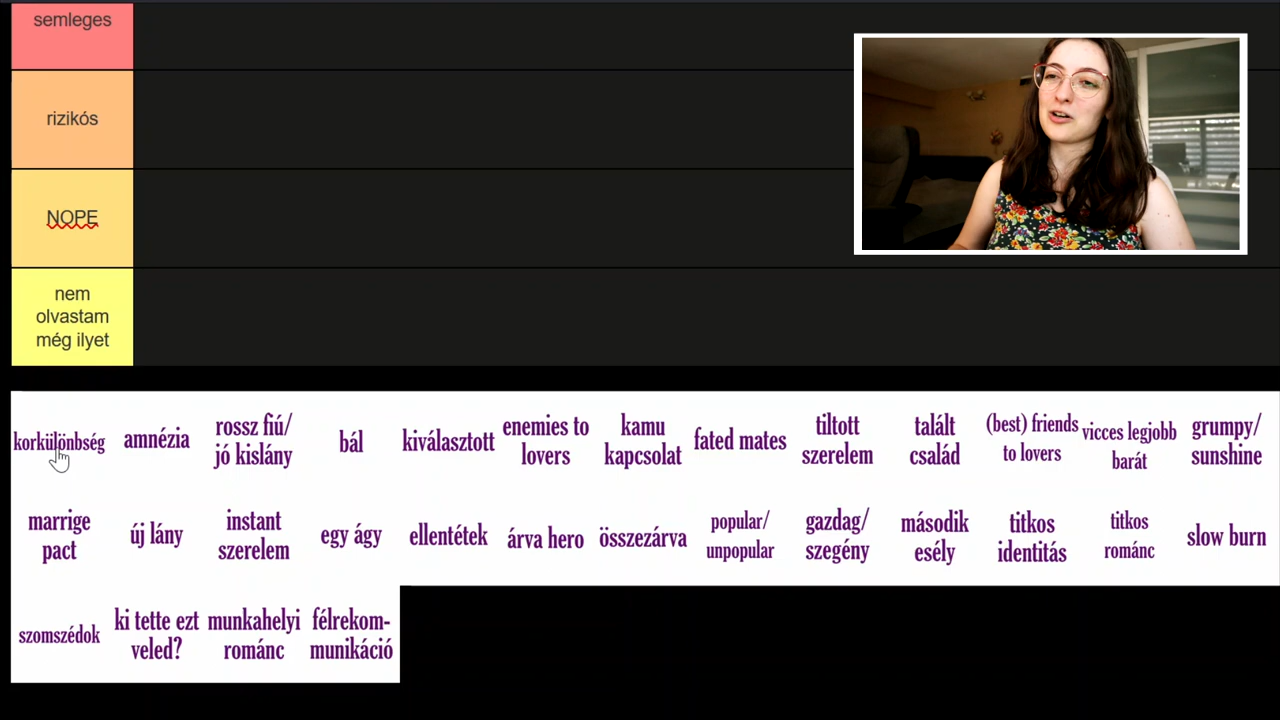 semleges
rizikós
NOPE
nem
olvastam
még ilyet
korkülönbség
amnézia
rossz fiú/
jó kislány
bál
kiválasztott
enemies to
lovers
kamu
kapcsolat
fated mates
tiltott
szerelem
talált
család
(best) friends
to lovers
vicces legjobb
barát
grumpy/
sunshine
marrige
pact
új lány
instant
szerelem
egy ágy
ellentétek
árva hero
összezárva
popular/
unpopular
gazdag/
szegény
második
esély
titkos
identitás
titkos
románc
slow burn
szomszédok
ki tette ezt
veled?
munkahelyi
románc
félrekom-
munikáció